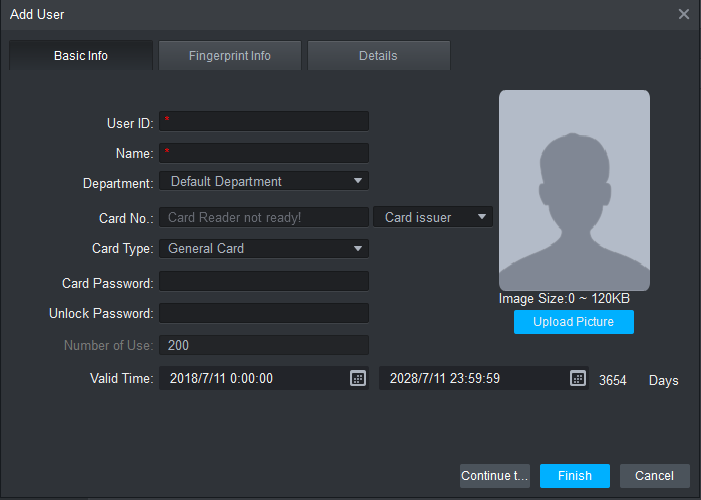 Add User
Basic Info
Fingerprint Info
Details
User ID: *
Name: *
Department: Default Department
Card No.: Card Reader not ready! Card issuer
Card Type: General Card
Card Password:
Unlock Password:
Number of Use: 200
Valid Time: 2018/7/11 0:00:00 2028/7/11 23:59:59 3654 Days
Image Size:0 ~ 120KB
Upload Picture
Continue t...
Finish
Cancel